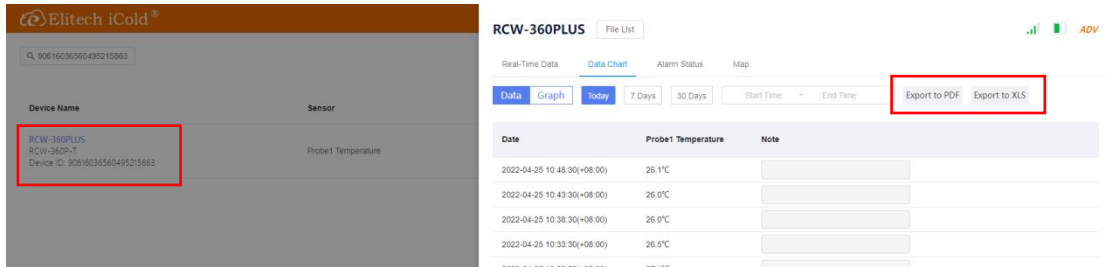 Elitech iCold®
90616036560495215863
Device Name Sensor
RCW-360PLUS
RCW-360P-T Probe1 Temperature
Device ID: 90616036560495215863
RCW-360PLUS File List ADV
Real-Time Data Data Chart Alarm Status Map
Data Graph Today 7 Days 30 Days Start Time ~ End Time Export to PDF Export to XLS
Date Probe1 Temperature Note
2022-04-25 10:48:30(+08:00) 26.1℃
2022-04-25 10:43:30(+08:00) 26.0℃
2022-04-25 10:38:30(+08:00) 26.0℃
2022-04-25 10:33:30(+08:00) 26.5℃